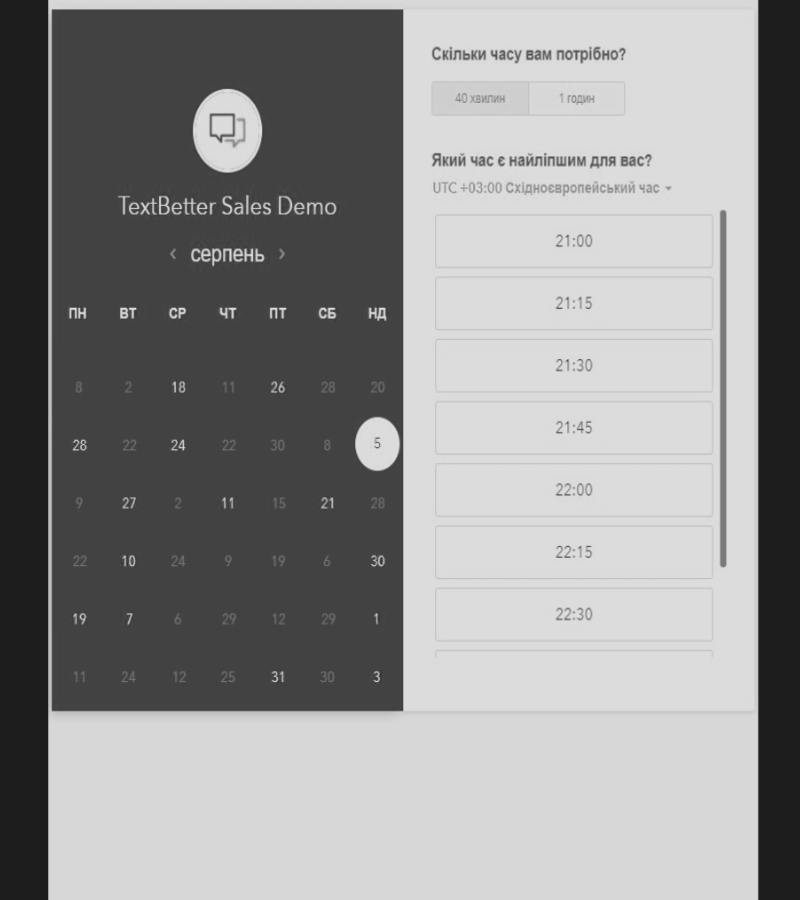 TextBetter Sales Demo
‹ серпень ›
ПН ВТ СР ЧТ ПТ СБ НД
8 2 18 11 26 28 20
28 22 24 22 30 8 5
9 27 2 11 15 21 28
22 10 24 9 19 6 30
19 7 6 29 12 29 1
11 24 12 25 31 30 3
Скільки часу вам потрібно?
40 хвилин 1 годин
Який час є найліпшим для вас?
UTC +03:00 Східноєвропейський час
21:00
21:15
21:30
21:45
22:00
22:15
22:30